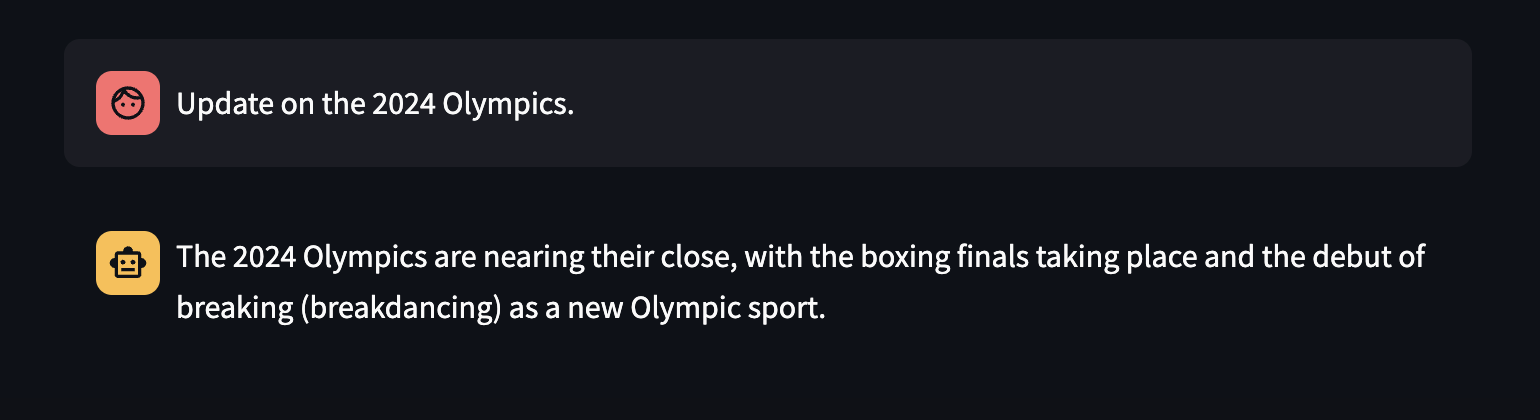 Update on the 2024 Olympics.
The 2024 Olympics are nearing their close, with the boxing finals taking place and the debut of
breaking (breakdancing) as a new Olympic sport.